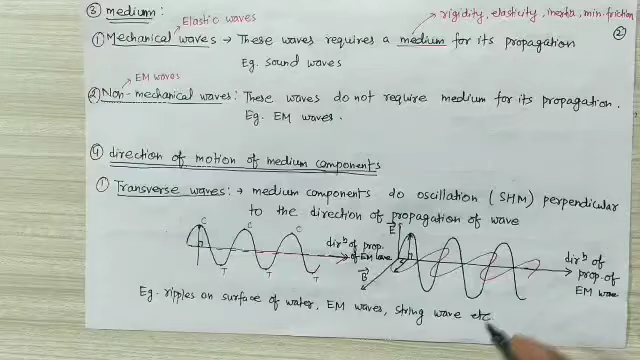 ③ medium:
Elastic waves
rigidity, elasticity, inertia, min. friction
② 
① Mechanical waves → These waves requires a medium for its propagation
Eg. sound waves
EM waves
② Non-mechanical waves: These waves do not require medium for its propagation.
Eg. EM waves.
④ direction of motion of medium components
① Transverse waves: → medium components do oscillation (SHM) perpendicular
to the direction of propagation of wave
C C C
T T T
dirⁿ of prop.
of EM wave
E
B
dirⁿ of
prop of
EM wave
Eg. ripples on surface of water, EM waves, string wave etc